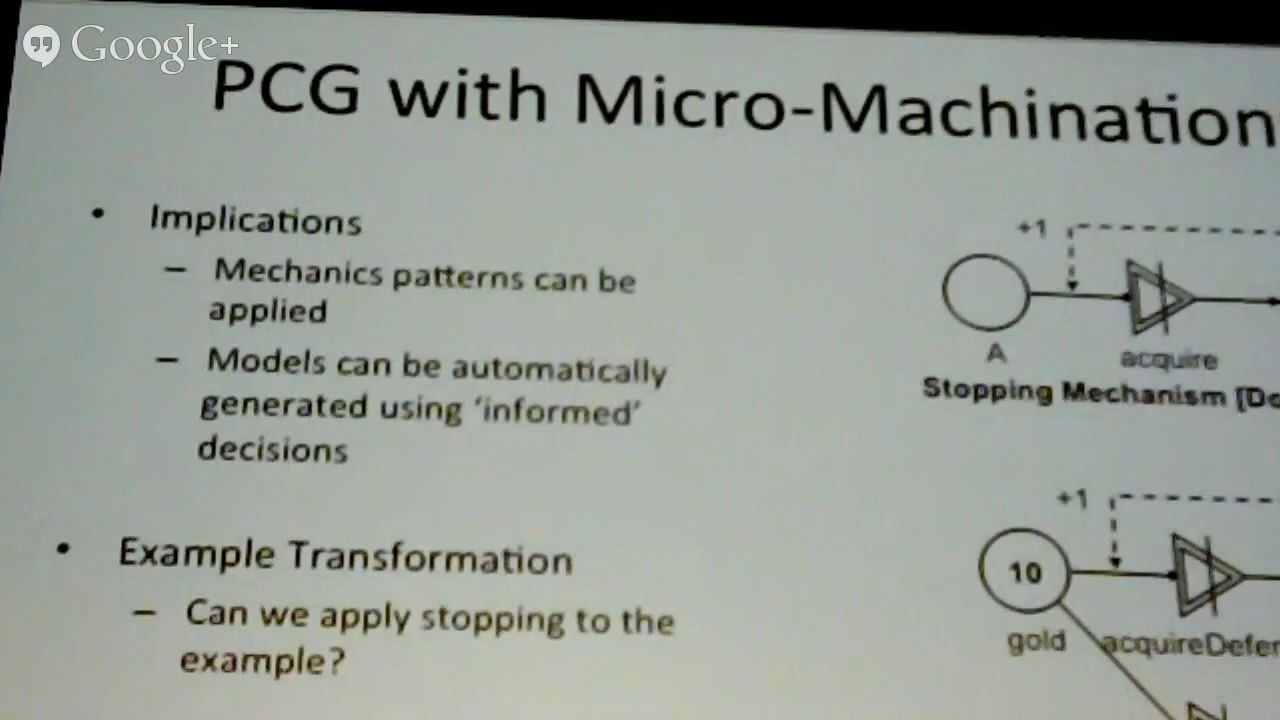 Google+
PCG with Micro-Machination
• Implications
– Mechanics patterns can be
applied
– Models can be automatically
generated using ‘informed’
decisions
• Example Transformation
– Can we apply stopping to the
example?
+1
A
acquire
Stopping Mechanism [Do
+1
10
gold
acquireDefen